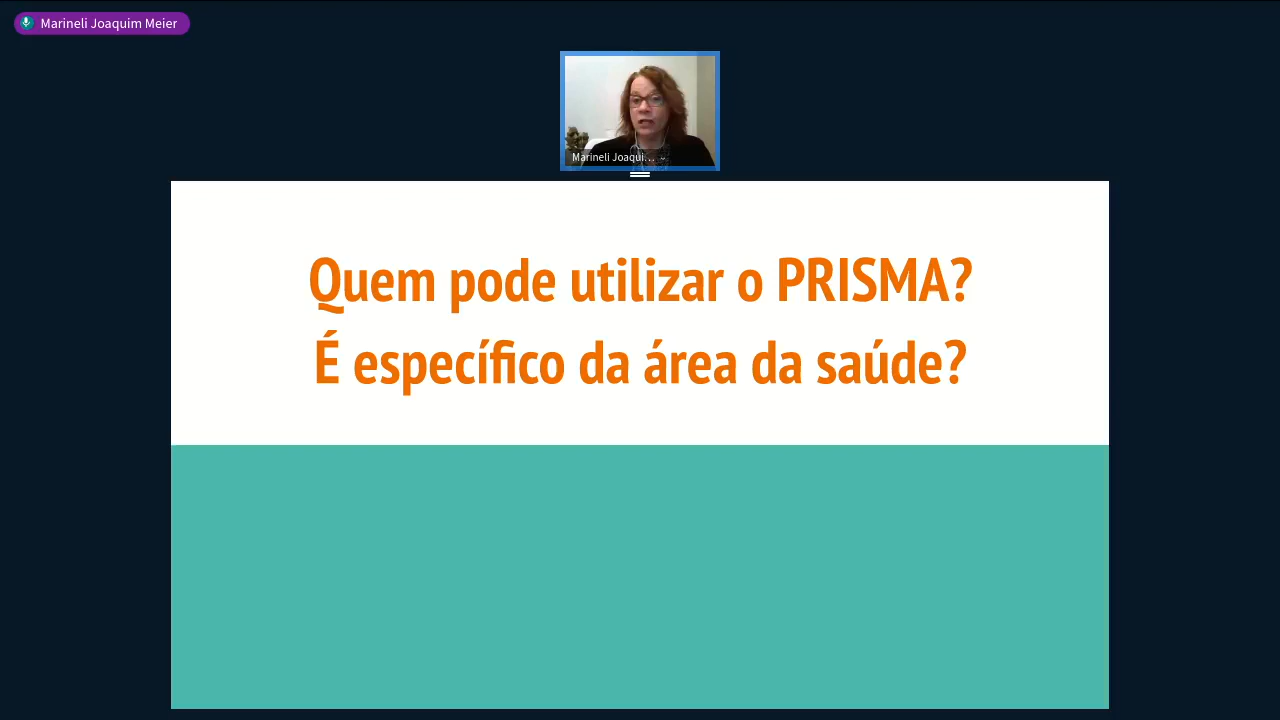 Marineli Joaquim Meier
Marineli Joaqui...
Quem pode utilizar o PRISMA?
É específico da área da saúde?